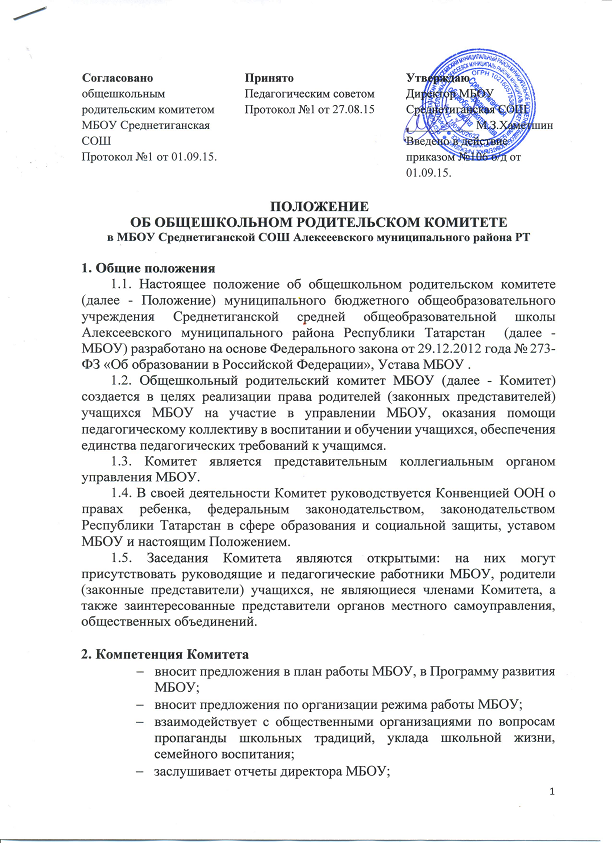 Согласовано
общешкольным
родительским комитетом
МБОУ Среднетиганская
СОШ
Протокол №1 от 01.09.15.
Принято
Педагогическим советом
Протокол №1 от 27.08.15
Утверждаю
Директор МБОУ
Среднетиганская СОШ
М.З.Хаметшин
Введено в действие
приказом №106 о/д от
01.09.15.
ПОЛОЖЕНИЕ
ОБ ОБЩЕШКОЛЬНОМ РОДИТЕЛЬСКОМ КОМИТЕТЕ
в МБОУ Среднетиганской СОШ Алексеевского муниципального района РТ
1. Общие положения
1.1. Настоящее положение об общешкольном родительском комитете
(далее - Положение) муниципального бюджетного общеобразовательного
учреждения Среднетиганской средней общеобразовательной школы
Алексеевского муниципального района Республики Татарстан (далее -
МБОУ) разработано на основе Федерального закона от 29.12.2012 года № 273-
ФЗ «Об образовании в Российской Федерации», Устава МБОУ .
1.2. Общешкольный родительский комитет МБОУ (далее - Комитет)
создается в целях реализации права родителей (законных представителей)
учащихся МБОУ на участие в управлении МБОУ, оказания помощи
педагогическому коллективу в воспитании и обучении учащихся, обеспечения
единства педагогических требований к учащимся.
1.3. Комитет является представительным коллегиальным органом
управления МБОУ.
1.4. В своей деятельности Комитет руководствуется Конвенцией ООН о
правах ребенка, федеральным законодательством, законодательством
Республики Татарстан в сфере образования и социальной защиты, уставом
МБОУ и настоящим Положением.
1.5. Заседания Комитета являются открытыми: на них могут
присутствовать руководящие и педагогические работники МБОУ, родители
(законные представители) учащихся, не являющиеся членами Комитета, а
также заинтересованные представители органов местного самоуправления,
общественных объединений.
2. Компетенция Комитета
– вносит предложения в план работы МБОУ, в Программу развития
МБОУ;
– вносит предложения по организации режима работы МБОУ;
– взаимодействует с общественными организациями по вопросам
пропаганды школьных традиций, уклада школьной жизни,
семейного воспитания;
– заслушивает отчеты директора МБОУ;
1